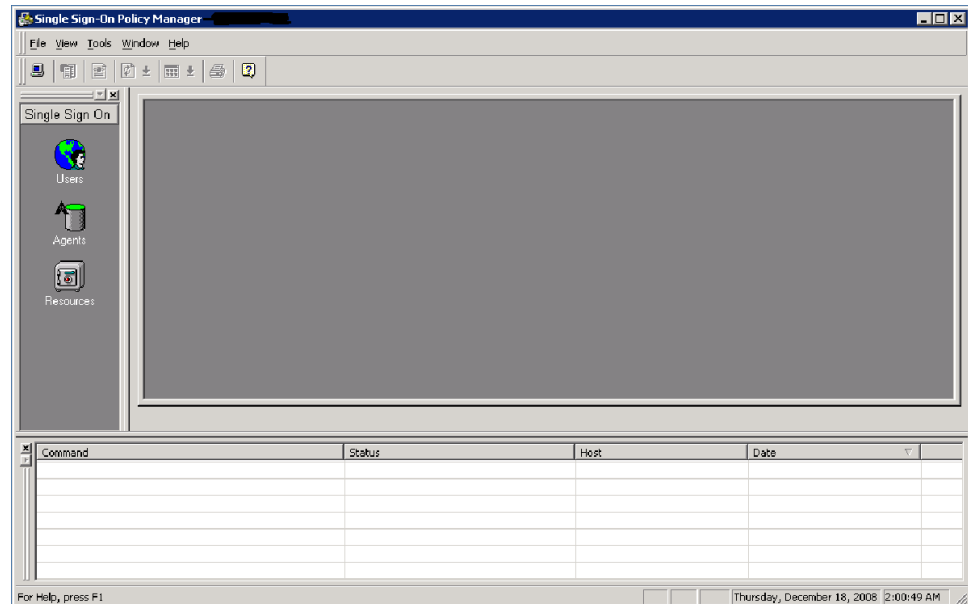 Single Sign-On Policy Manager
File View Tools Window Help
Single Sign On
Users
Agents
Resources
Command Status Host Date
For Help, press F1 Thursday, December 18, 2008 2:00:49 AM